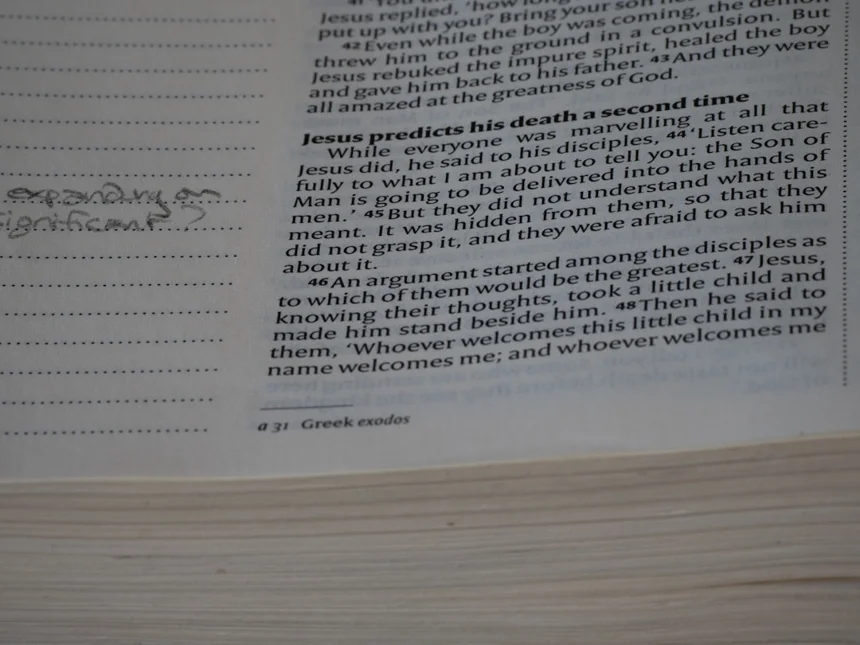 41 'You
Jesus replied, 'how long
put up with you? Bring your son
42 Even while the boy was coming, the demon
threw him to the ground in a convulsion. But
Jesus rebuked the impure spirit, healed the boy
and gave him back to his father. 43 And they were
all amazed at the greatness of God.
Jesus predicts his death a second time
While everyone was marvelling at all that
Jesus did, he said to his disciples, 44 'Listen care-
fully to what I am about to tell you: the Son of
Man is going to be delivered into the hands of
men.' 45 But they did not understand what this
meant. It was hidden from them, so that they
did not grasp it, and they were afraid to ask him
about it.
46 An argument started among the disciples as
to which of them would be the greatest. 47 Jesus,
knowing their thoughts, took a little child and
made him stand beside him. 48 Then he said to
them, 'Whoever welcomes this little child in my
name welcomes me; and whoever welcomes me
a 31 Greek exodos
expanding on
significant?